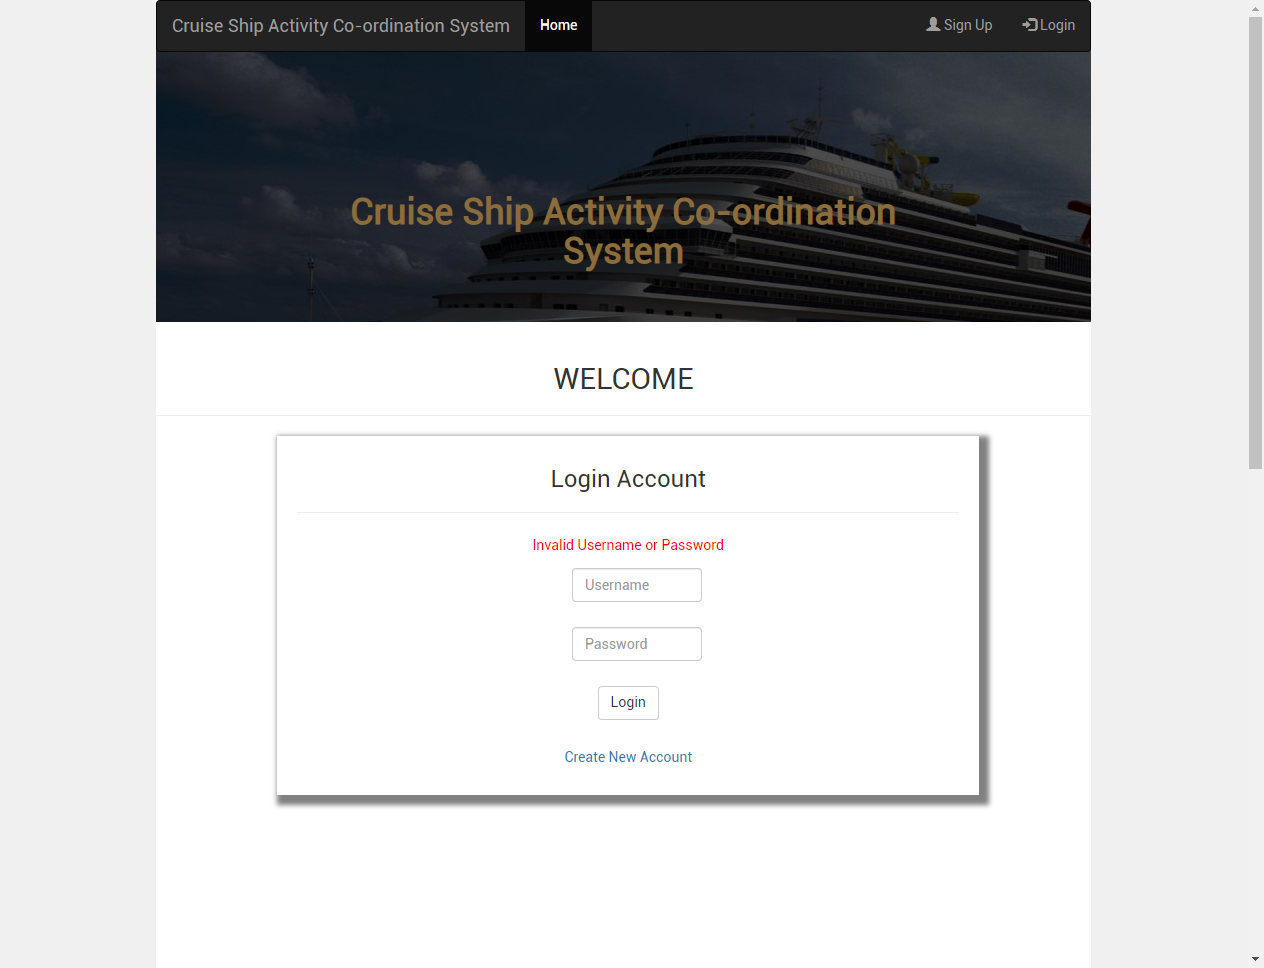 Cruise Ship Activity Co-ordination System Home Sign Up Login
Cruise Ship Activity Co-ordination
System
WELCOME
Login Account
Invalid Username or Password
Username
Password
Login
Create New Account